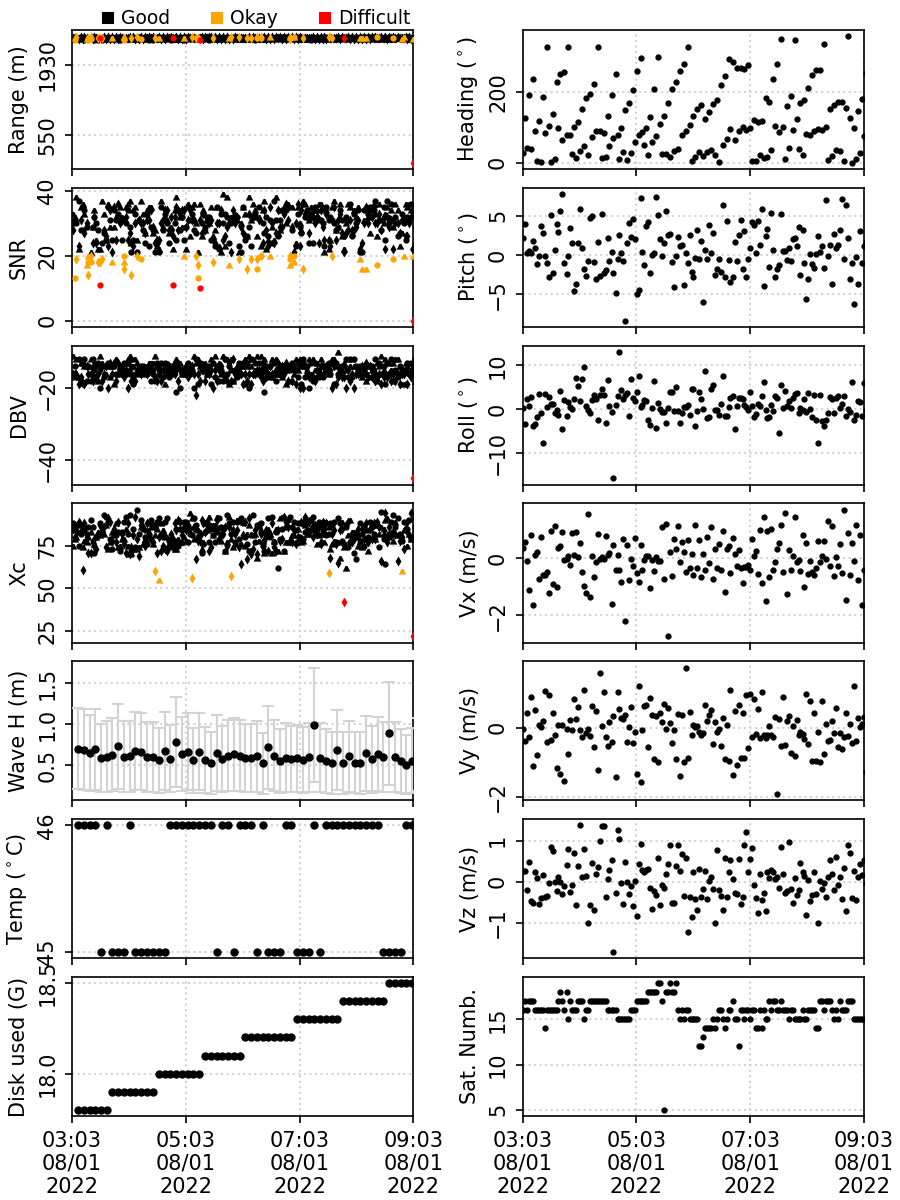 Good Okay Difficult
Range (m)
1930
550
Heading (°)
200
0
SNR
40
20
0
Pitch (°)
5
0
−5
DBV
−20
−40
Roll (°)
10
0
−10
Xc
75
50
25
Vx (m/s)
0
−2
Wave H (m)
1.5
1.0
0.5
Vy (m/s)
0
−2
Temp (°C)
46
45
Vz (m/s)
1
0
−1
Disk used (G)
18.5
18.0
Sat. Numb.
15
10
5
03:03 05:03 07:03 09:03 03:03 05:03 07:03 09:03
08/01 08/01 08/01 08/01 08/01 08/01 08/01 08/01
2022 2022 2022 2022 2022 2022 2022 2022